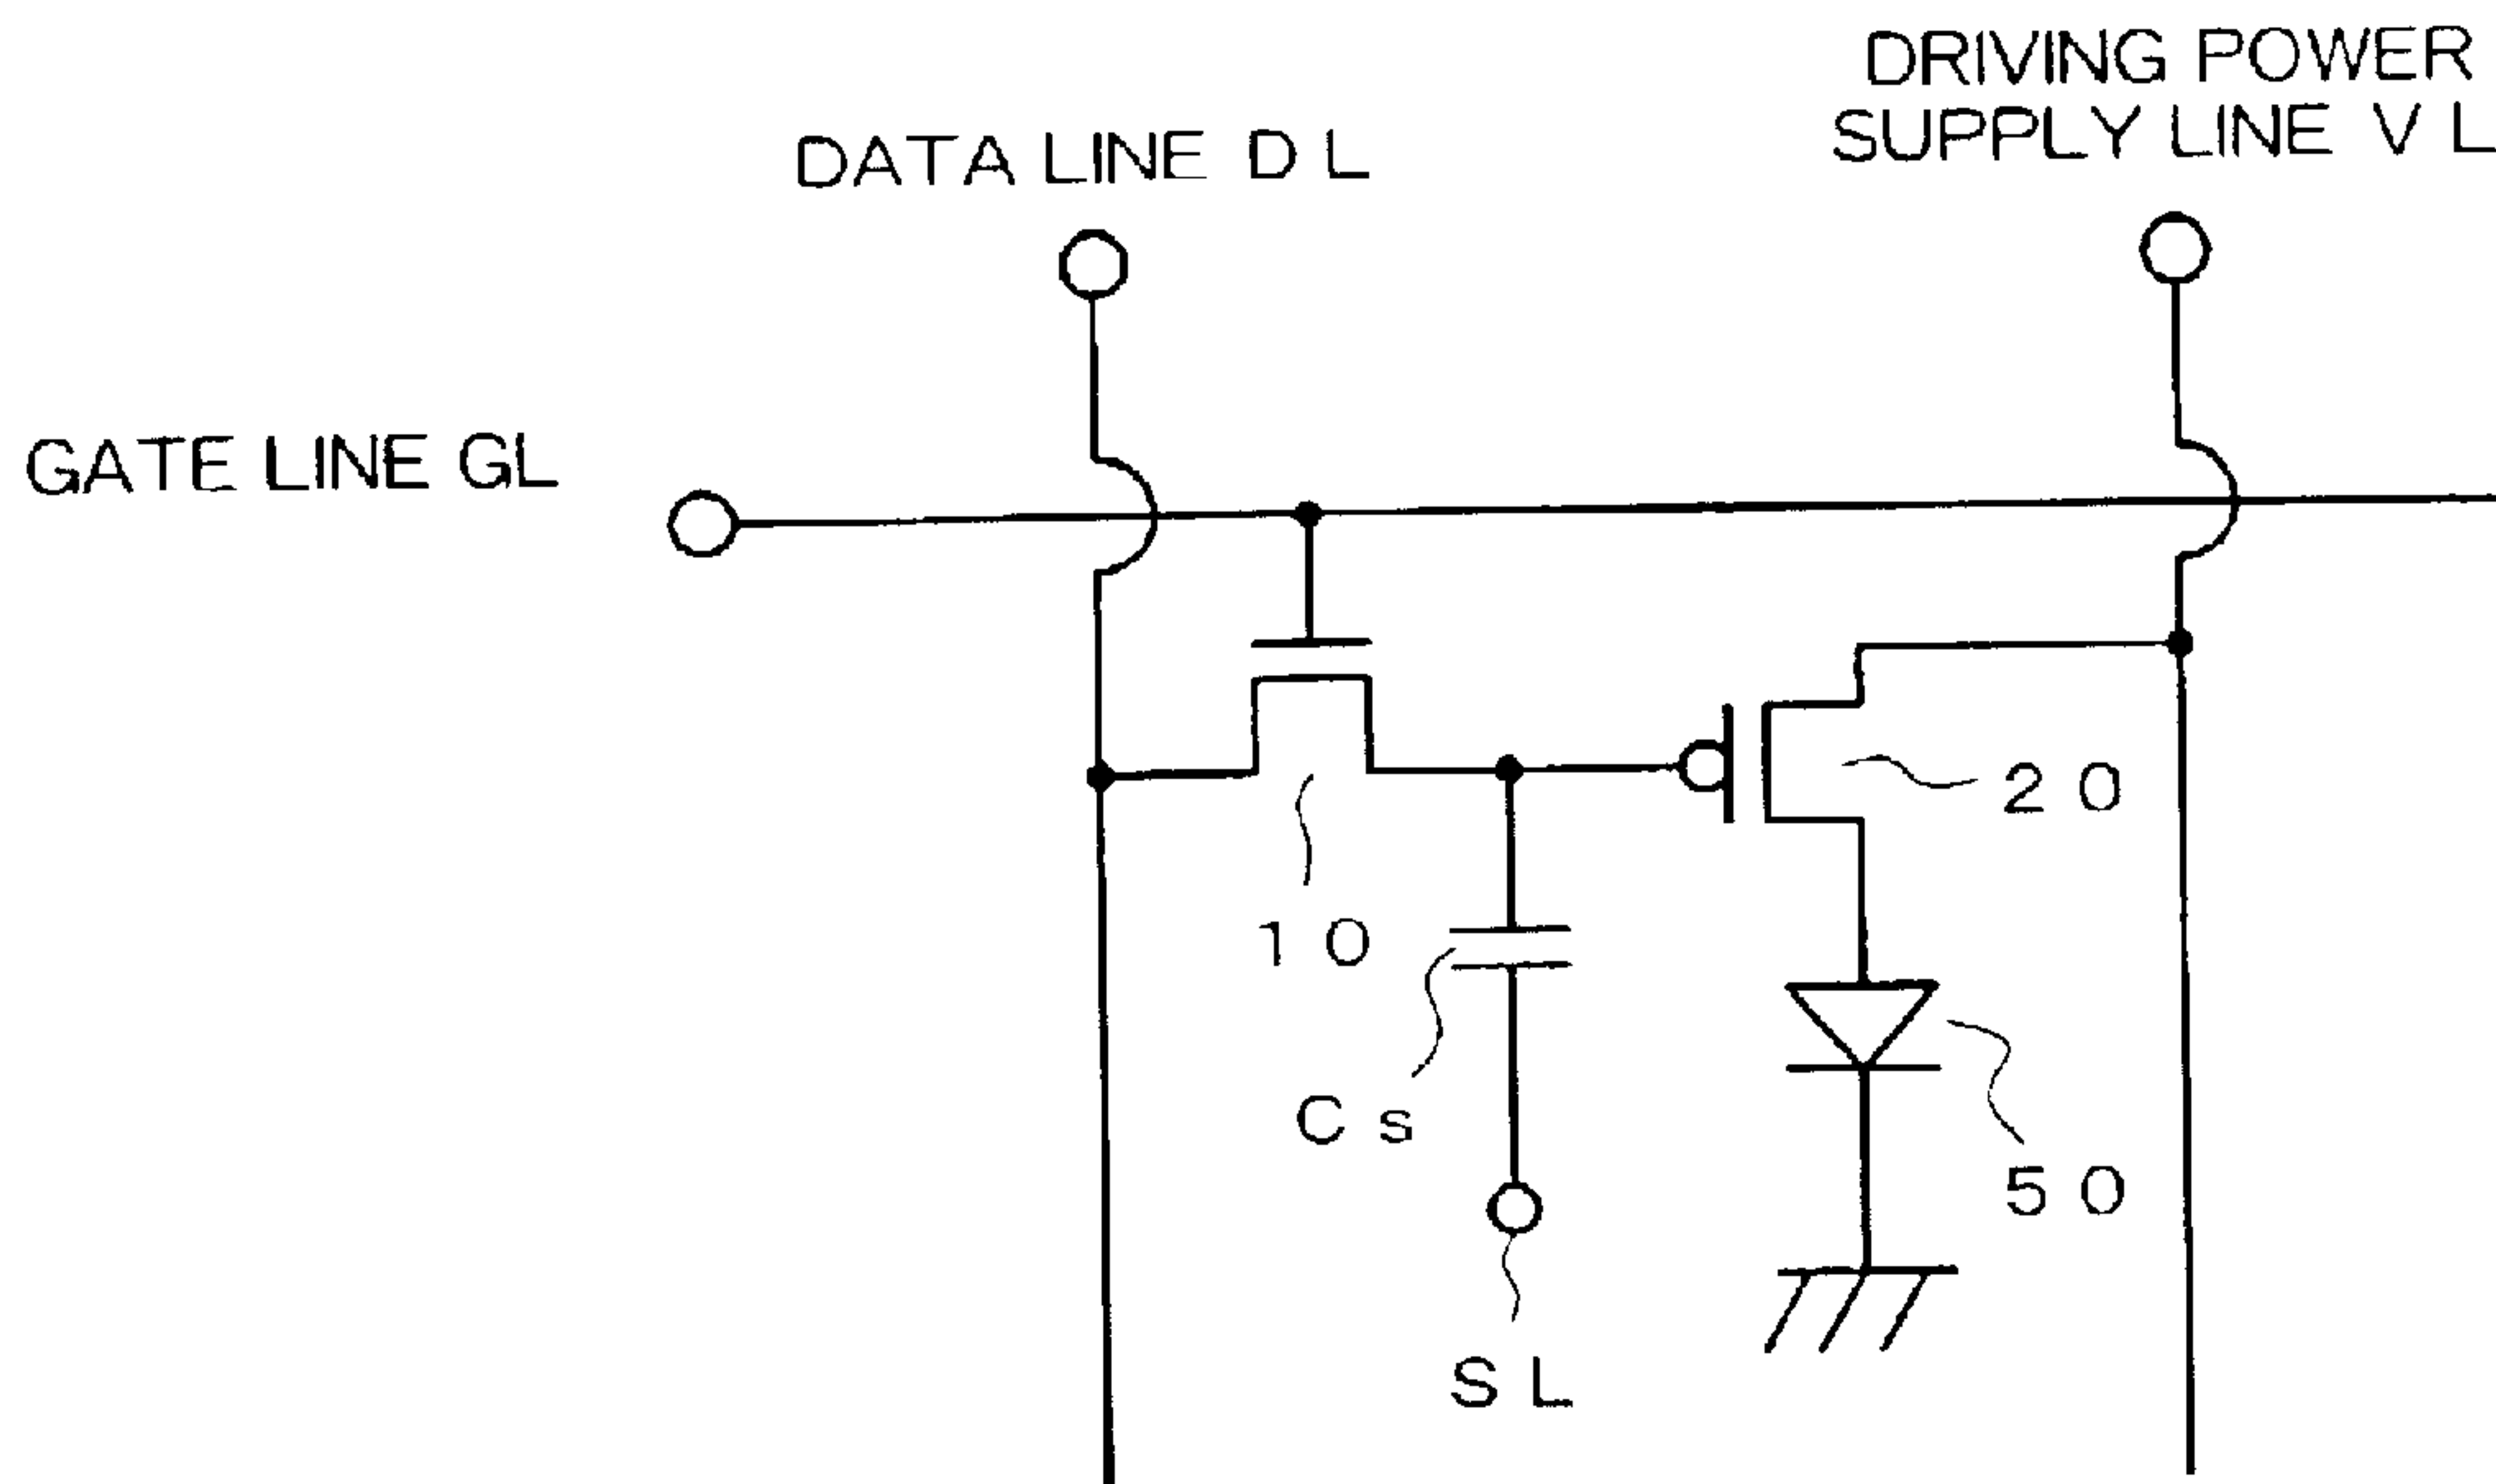 DRIVING POWER
SUPPLY LINE VL
DATA LINE DL
GATE LINE GL
20
10
Cs
50
SL